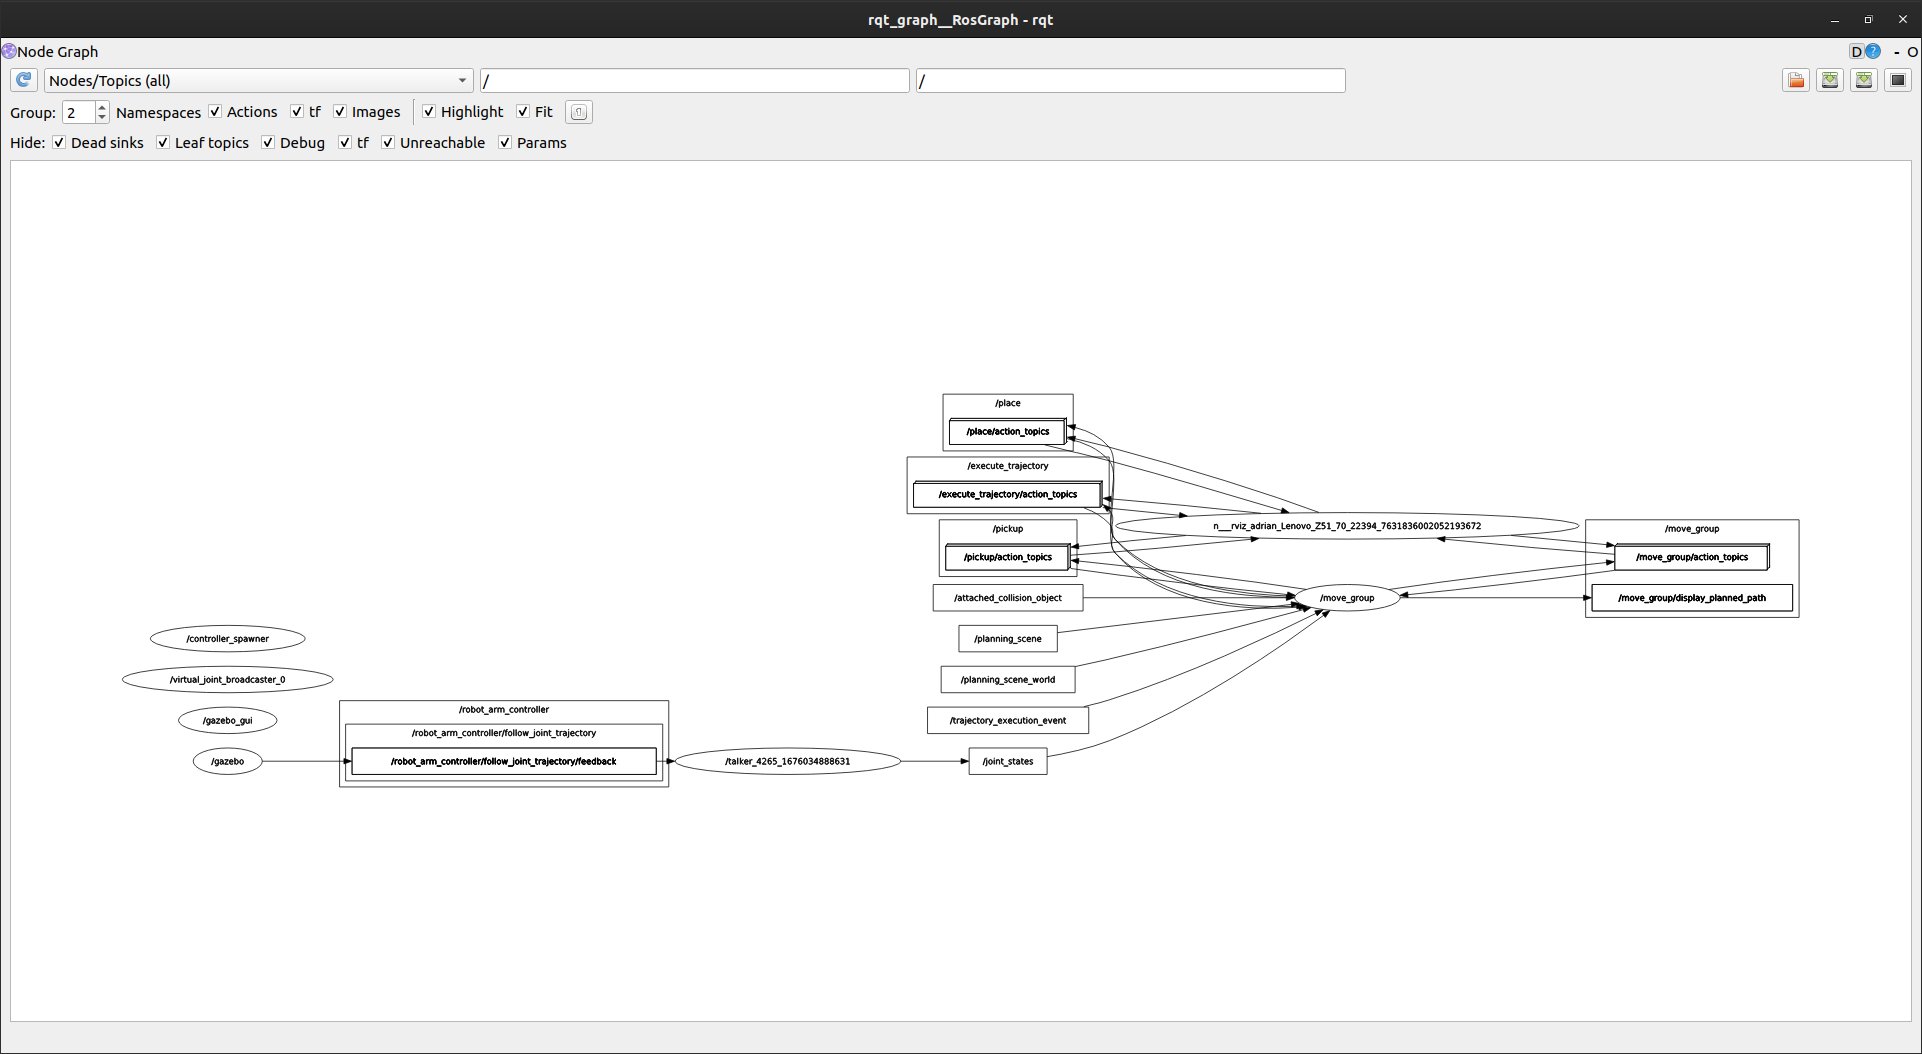 rqt_graph__RosGraph - rqt
Node Graph
D ? - O
Nodes/Topics (all) / /
Group: 2 Namespaces Actions tf Images Highlight Fit
Hide: Dead sinks Leaf topics Debug tf Unreachable Params
/place
/place/action_topics
/execute_trajectory
/execute_trajectory/action_topics
/pickup
/pickup/action_topics
n___rviz_adrian_Lenovo_Z51_70_22394_7631836002052193672
/move_group
/move_group/action_topics
/move_group/display_planned_path
/attached_collision_object
/move_group
/planning_scene
/planning_scene_world
/trajectory_execution_event
/joint_states
/controller_spawner
/virtual_joint_broadcaster_0
/gazebo_gui
/gazebo
/robot_arm_controller
/robot_arm_controller/follow_joint_trajectory
/robot_arm_controller/follow_joint_trajectory/feedback
/talker_4265_1676034888631